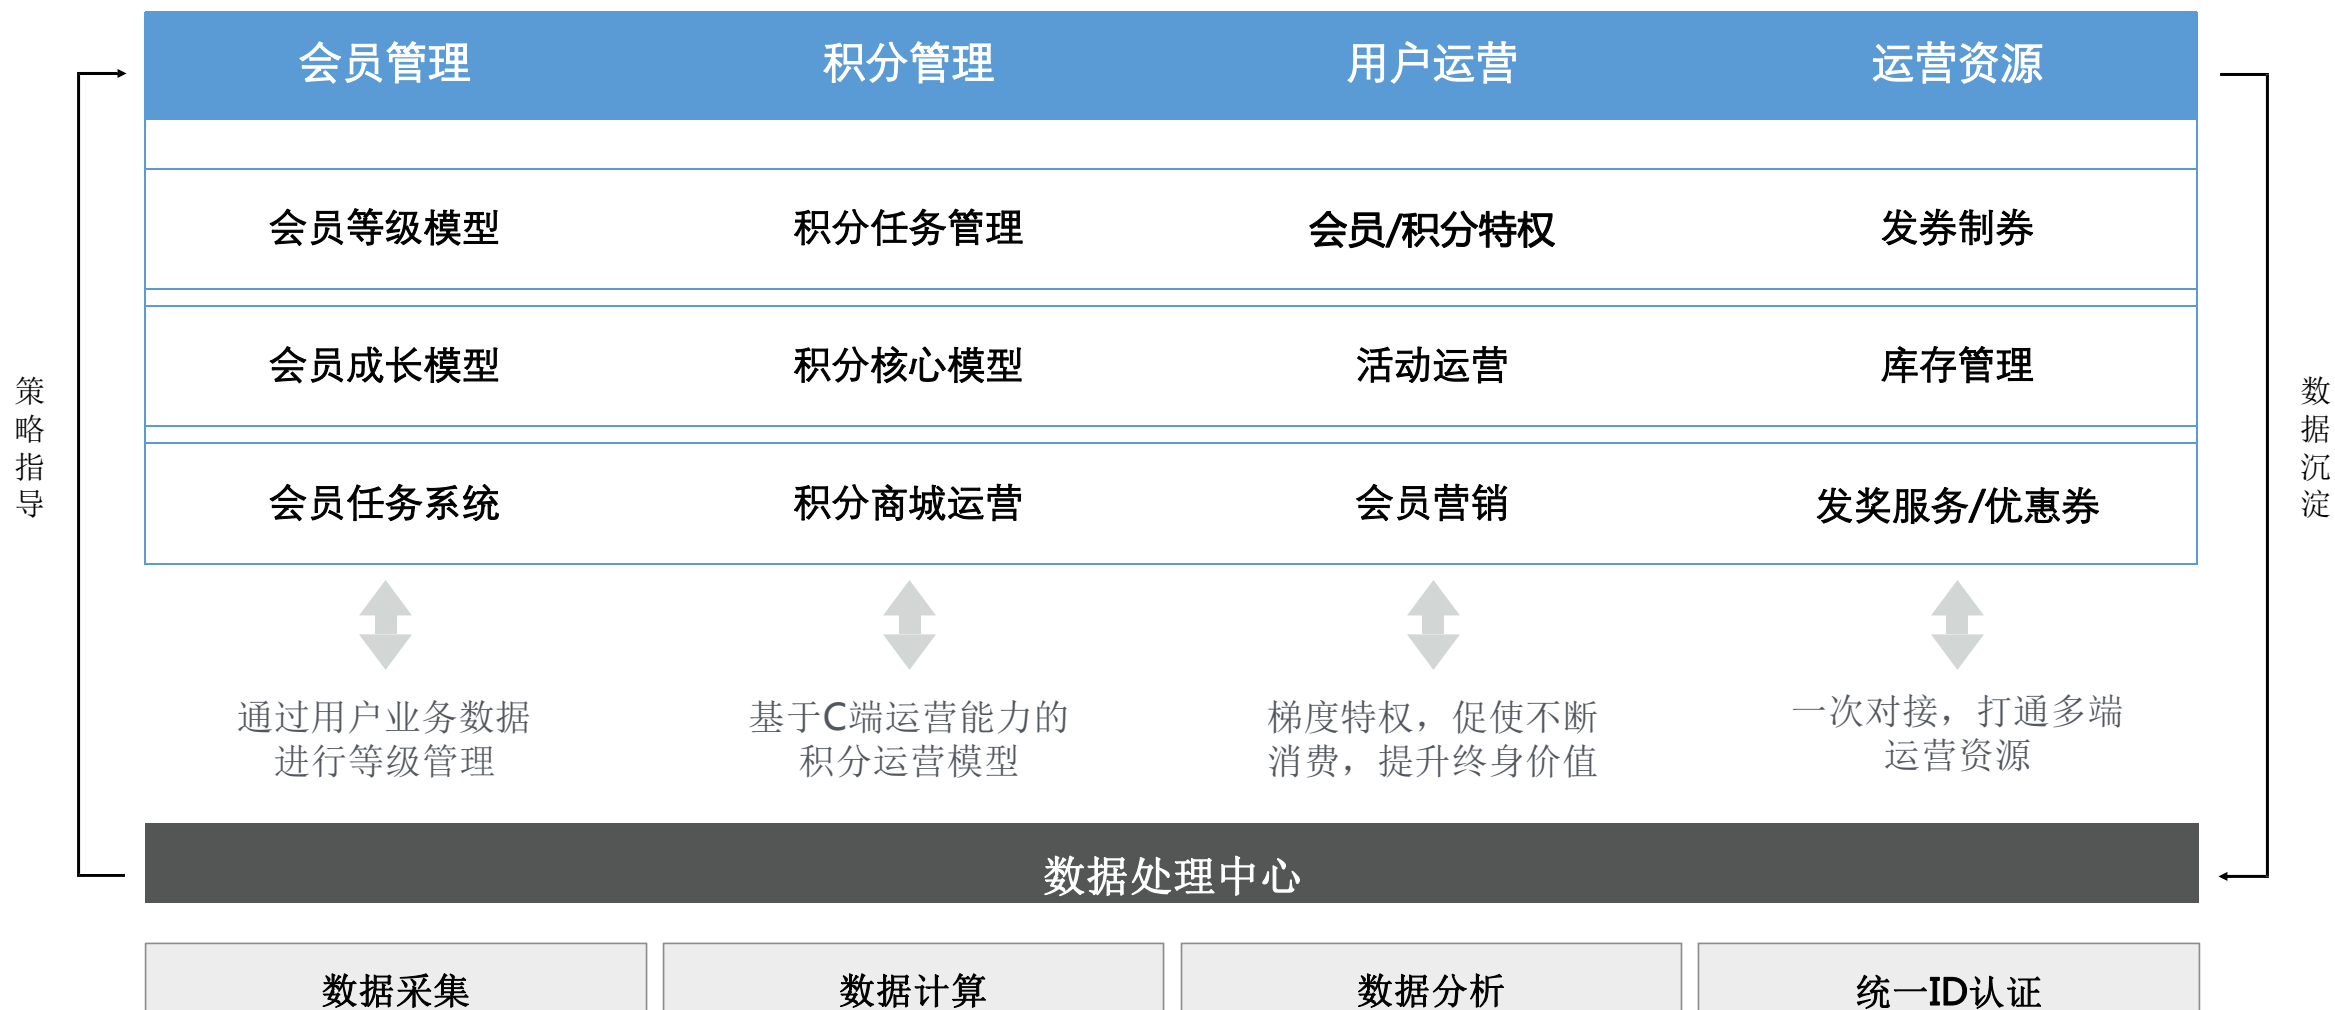 会员管理
积分管理
用户运营
运营资源
会员等级模型
积分任务管理
会员/积分特权
发券制券
会员成长模型
积分核心模型
活动运营
库存管理
会员任务系统
积分商城运营
会员营销
发奖服务/优惠券
策略指导
数据沉淀
通过用户业务数据
进行等级管理
基于C端运营能力的
积分运营模型
梯度特权，促使不断
消费，提升终身价值
一次对接，打通多端
运营资源
数据处理中心
数据采集
数据计算
数据分析
统一ID认证